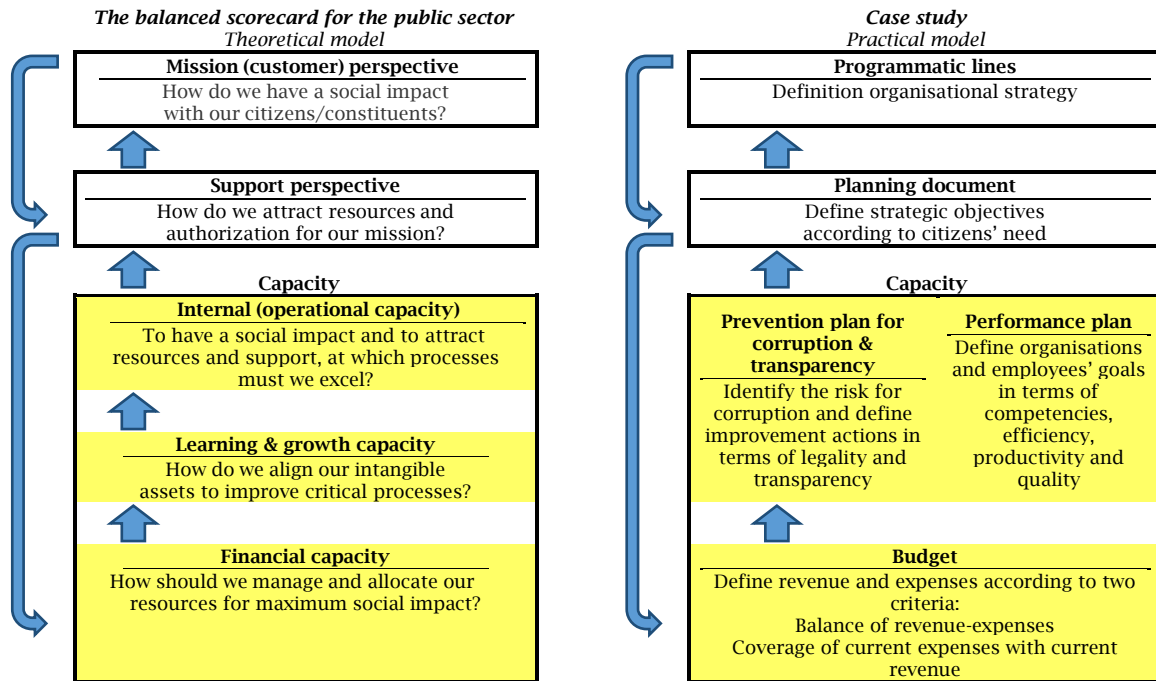 The balanced scorecard for the public sector
Theoretical model
Mission (customer) perspective
How do we have a social impact
with our citizens/constituents?
Support perspective
How do we attract resources and
authorization for our mission?
Capacity
Internal (operational capacity)
To have a social impact and to attract
resources and support, at which processes
must we excel?
Learning & growth capacity
How do we align our intangible
assets to improve critical processes?
Financial capacity
How should we manage and allocate our
resources for maximum social impact?
Case study
Practical model
Programmatic lines
Definition organisational strategy
Planning document
Define strategic objectives
according to citizens' need
Capacity
Prevention plan for
corruption &
transparency
Identify the risk for
corruption and define
improvement actions in
terms of legality and
transparency
Performance plan
Define organisations
and employees' goals
in terms of
competencies,
efficiency,
productivity and
quality
Budget
Define revenue and expenses according to two
criteria:
Balance of revenue-expenses
Coverage of current expenses with current
revenue